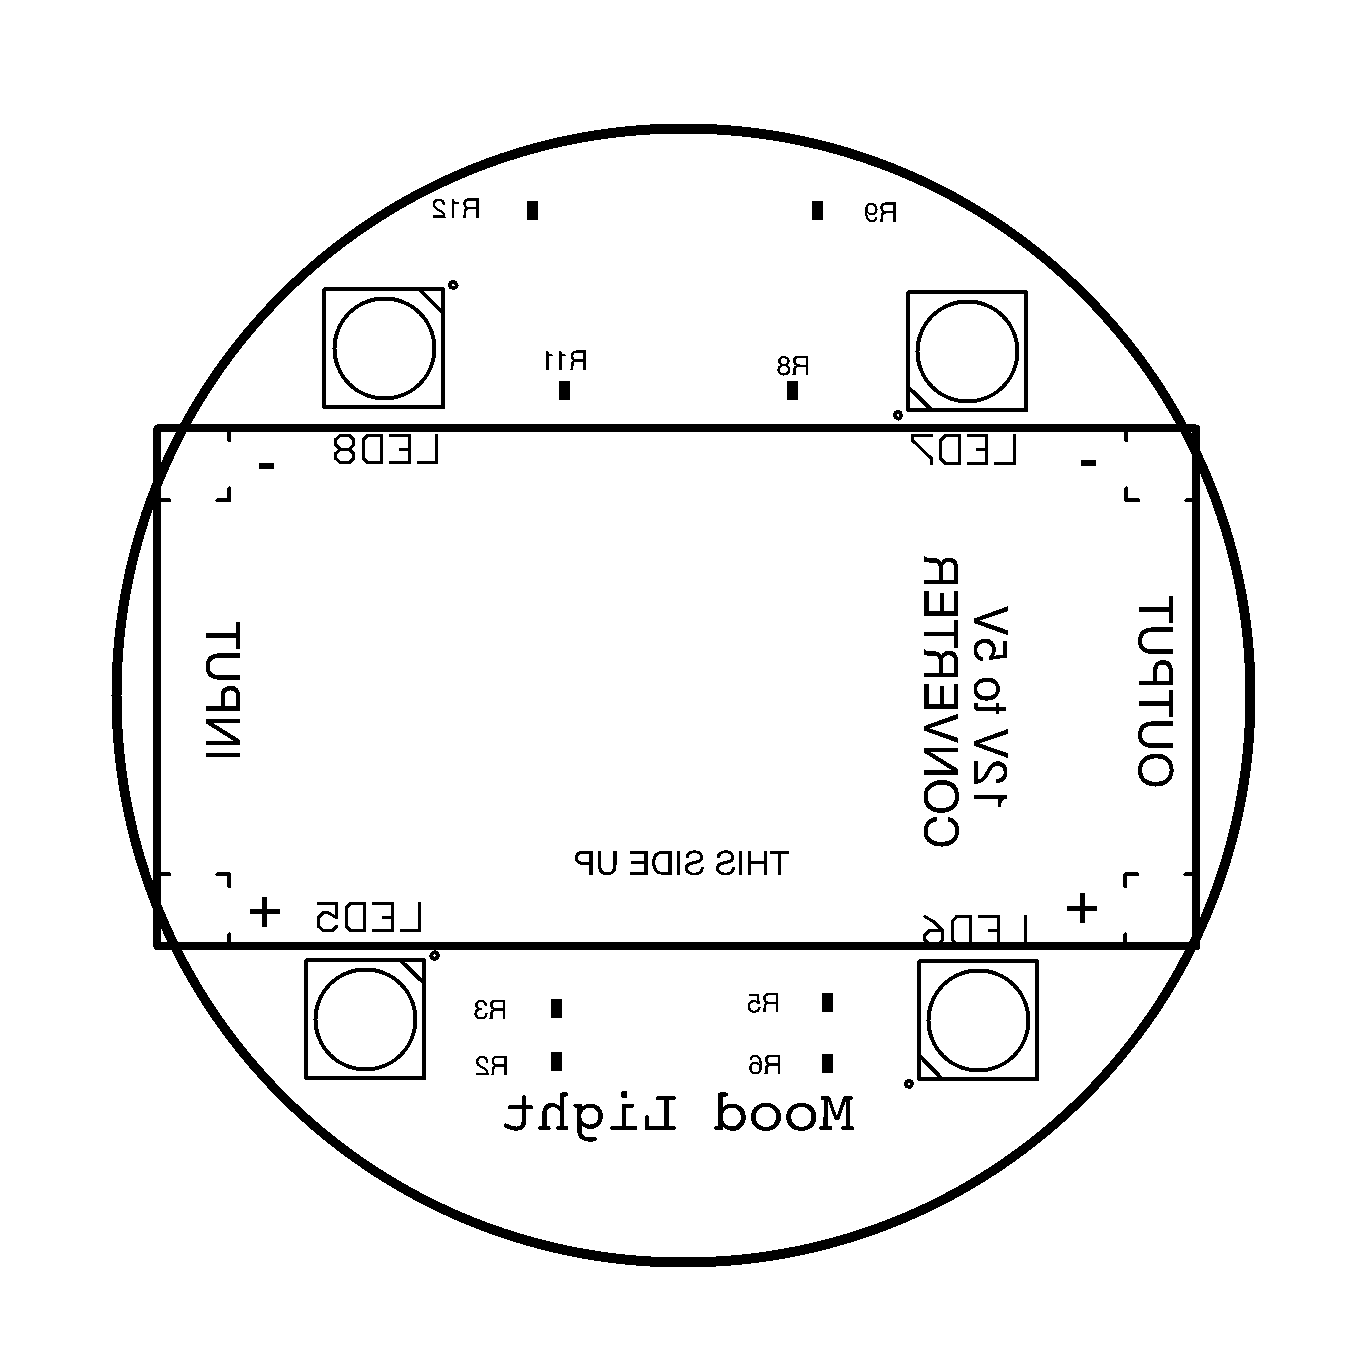 R12
R9
R11
R8
LED8
LED7
-
-
INPUT
CONVERTER
12V to 5V
OUTPUT
THIS SIDE UP
+
LED5
LED6
+
R3
R5
R2
R6
Mood Light